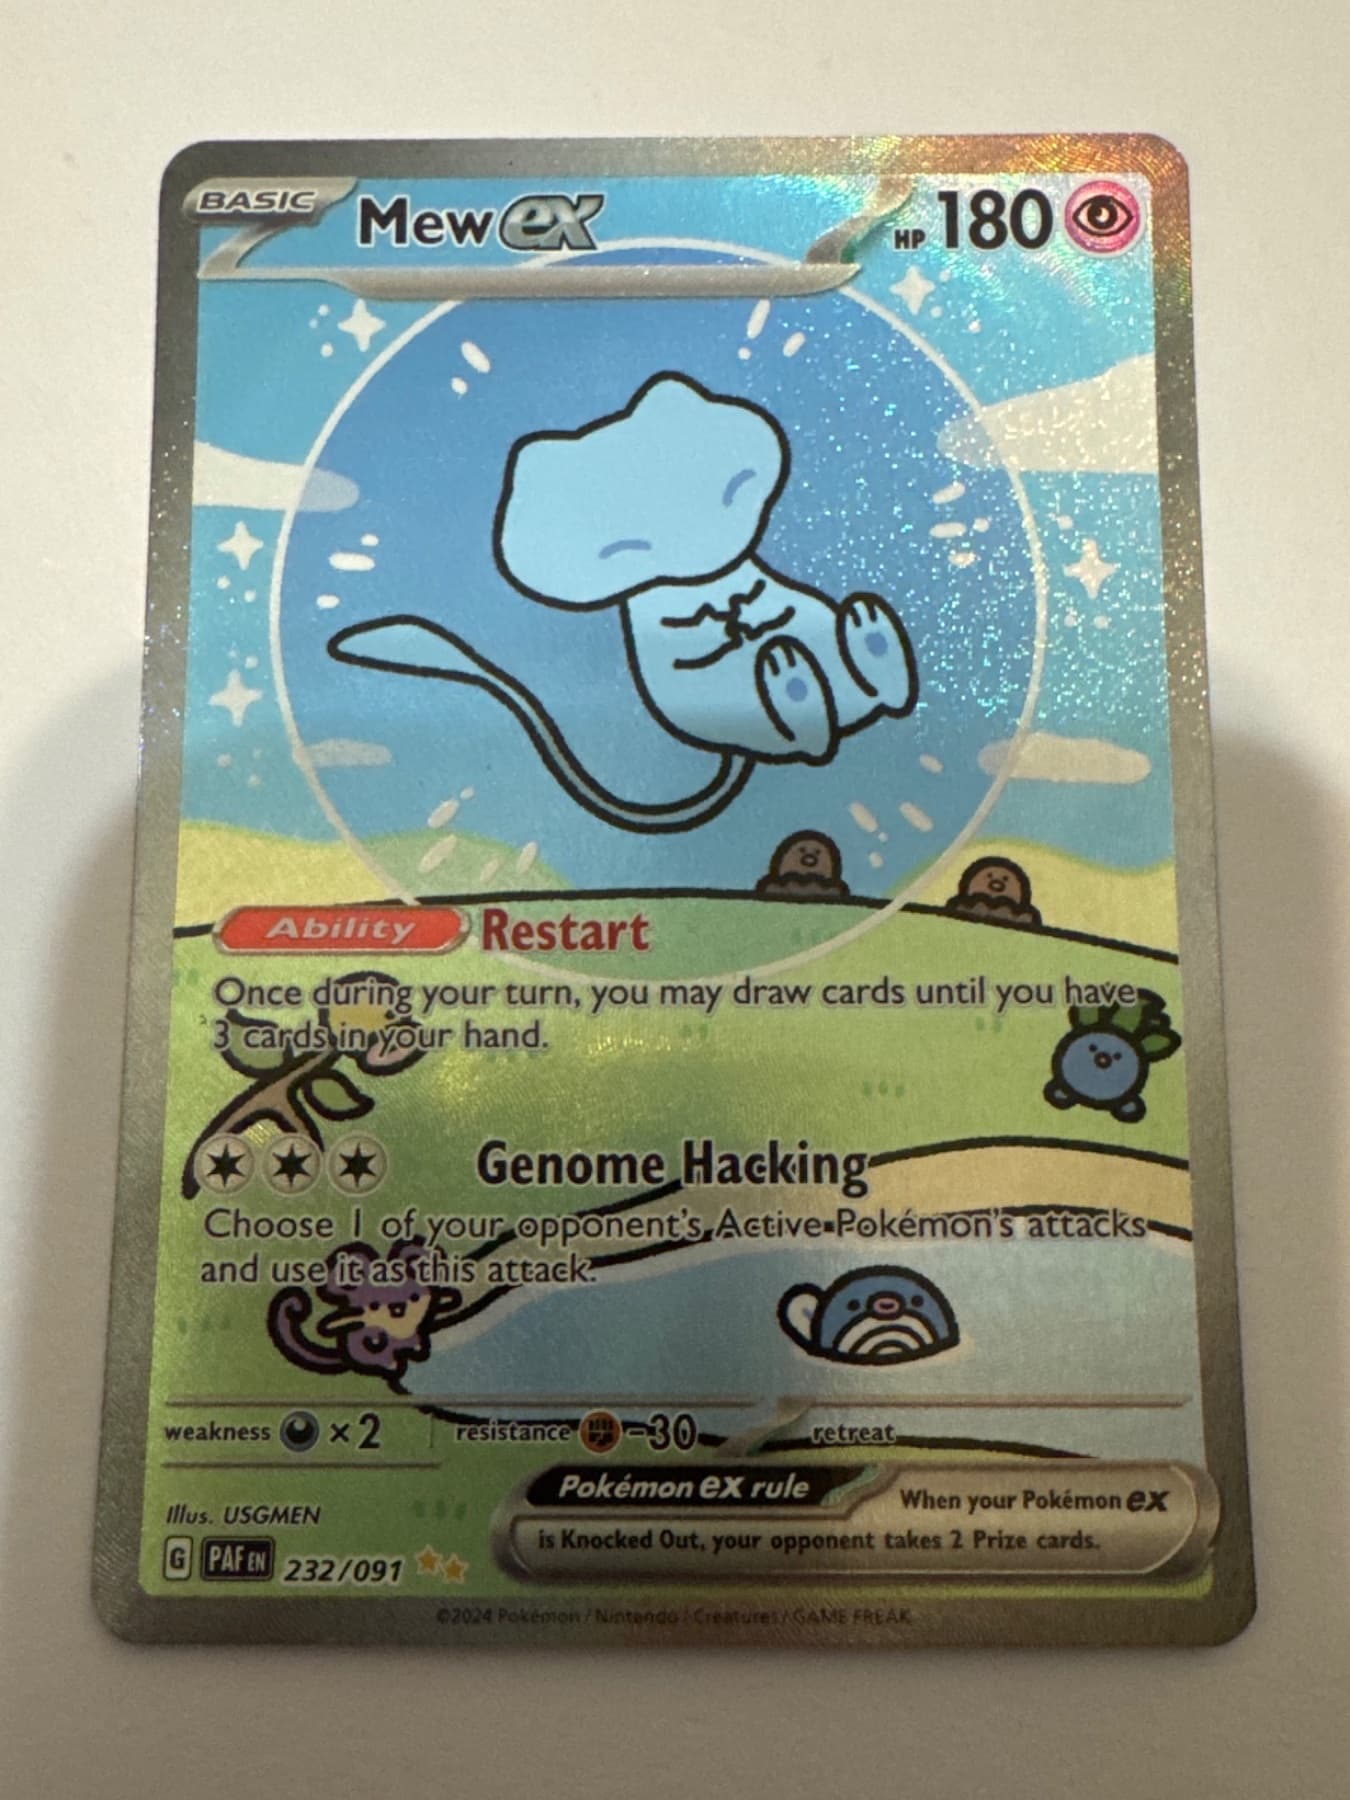 BASIC Mew ex HP 180
Ability Restart
Once during your turn, you may draw cards until you have
3 cards in your hand.
Genome Hacking
Choose 1 of your opponent's Active Pokémon's attacks
and use it as this attack.
weakness ×2 resistance -30 retreat
Pokémon ex rule When your Pokémon ex
is Knocked Out, your opponent takes 2 Prize cards.
Illus. USGMEN
G PAF EN 232/091
©2024 Pokémon / Nintendo / Creatures / GAME FREAK